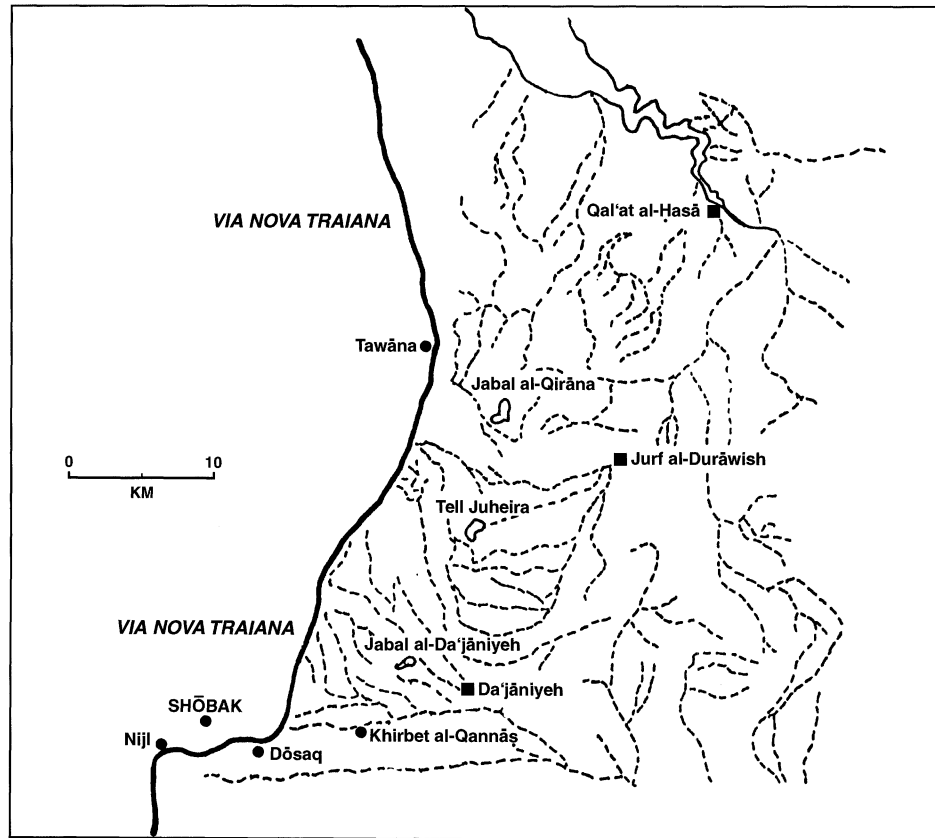 VIA NOVA TRAIANA
Qal‘at al-Hasā
Tawāna
Jabal al-Qirāna
Jurf al-Durāwish
0 10
KM
Tell Juheira
VIA NOVA TRAIANA
Jabal al-Da‘jāniyeh
Da‘jāniyeh
SHŌBAK
Nijl
Dōsaq
Khirbet al-Qannās